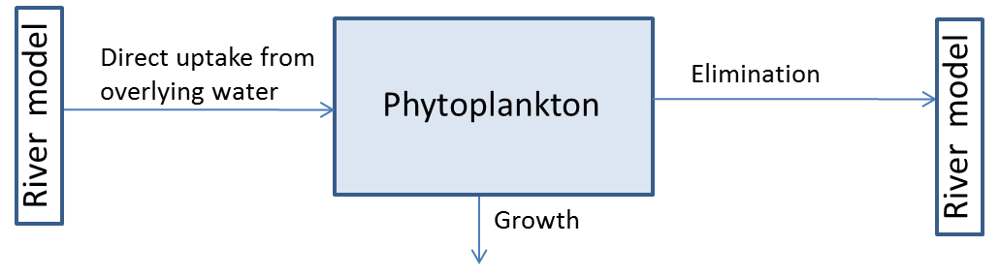 River model
Direct uptake from
overlying water
Phytoplankton
Growth
Elimination
River model